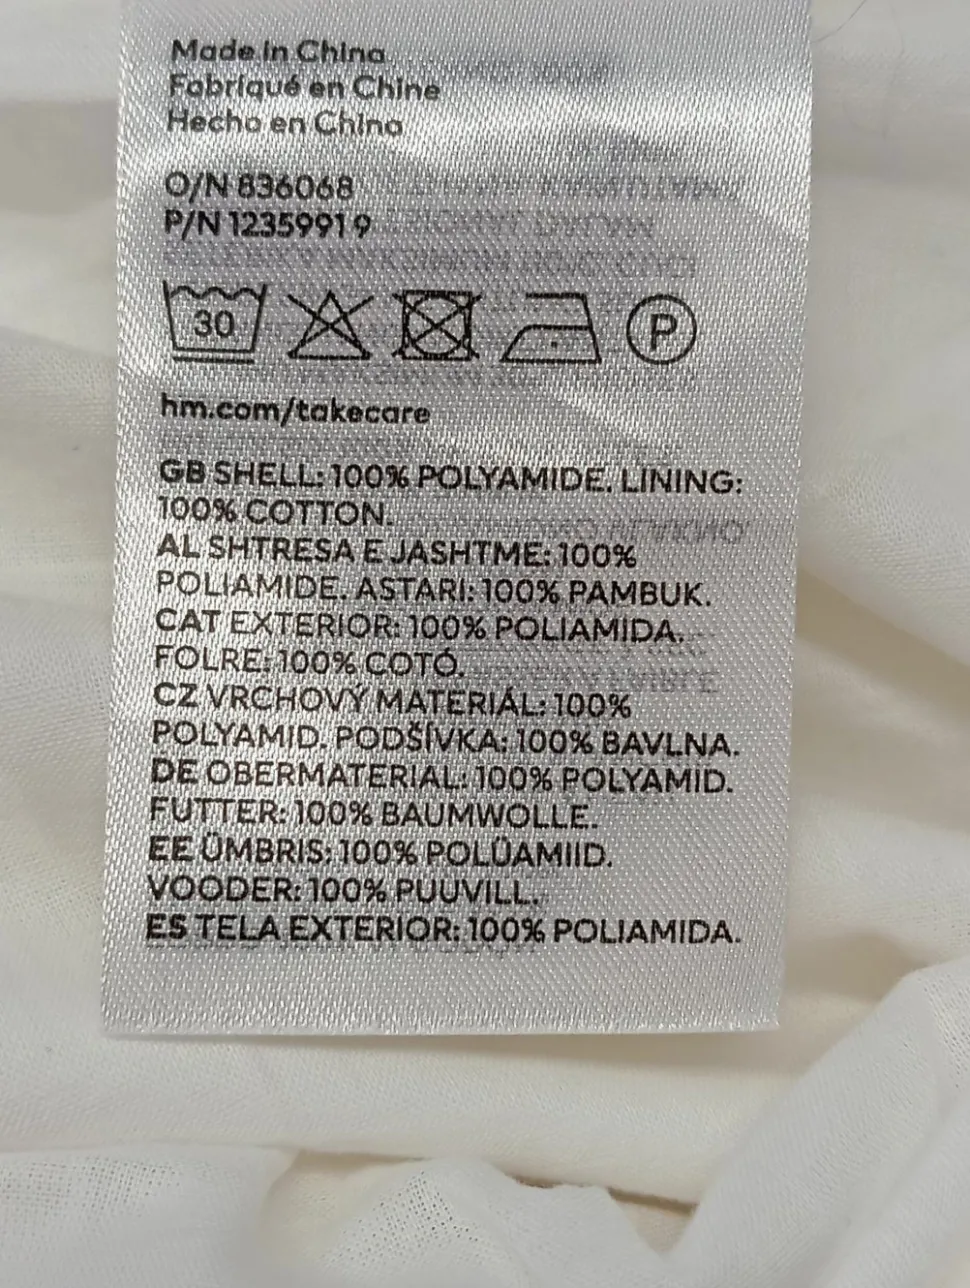 Made in China
Fabriqué en Chine
Hecho en China
O/N 836068
P/N 12359919
30
P
hm.com/takecare
GB SHELL: 100% POLYAMIDE. LINING:
100% COTTON.
AL SHTRESA E JASHTME: 100%
POLIAMIDE. ASTARI: 100% PAMBUK.
CAT EXTERIOR: 100% POLIAMIDA.
FOLRE: 100% COTÓ.
CZ VRCHOVÝ MATERIÁL: 100%
POLYAMID. PODŠÍVKA: 100% BAVLNA.
DE OBERMATERIAL: 100% POLYAMID.
FUTTER: 100% BAUMWOLLE.
EE ÜMBRIS: 100% POLÜAMIID.
VOODER: 100% PUUVILL.
ES TELA EXTERIOR: 100% POLIAMIDA.